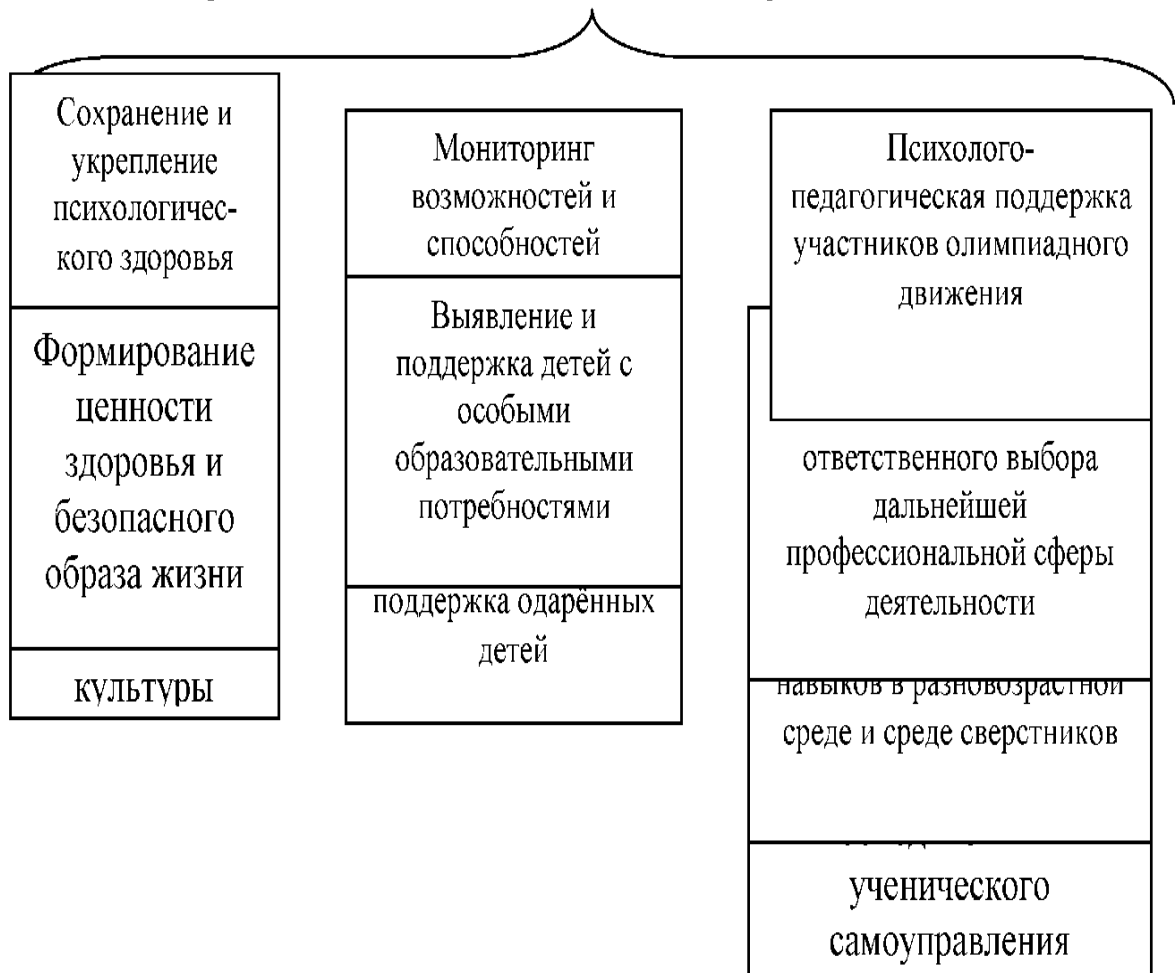 Сохранение и
укрепление
психологичес-
кого здоровья
Формирование
ценности
здоровья и
безопасного
образа жизни
культуры
Мониторинг
возможностей и
способностей
Выявление и
поддержка детей с
особыми
образовательными
потребностями
поддержка одарённых
детей
Психолого-
педагогическая поддержка
участников олимпиадного
движения
ответственного выбора
дальнейшей
профессиональной сферы
деятельности
навыков в разновозрастной
среде и среде сверстников
ученического
самоуправления